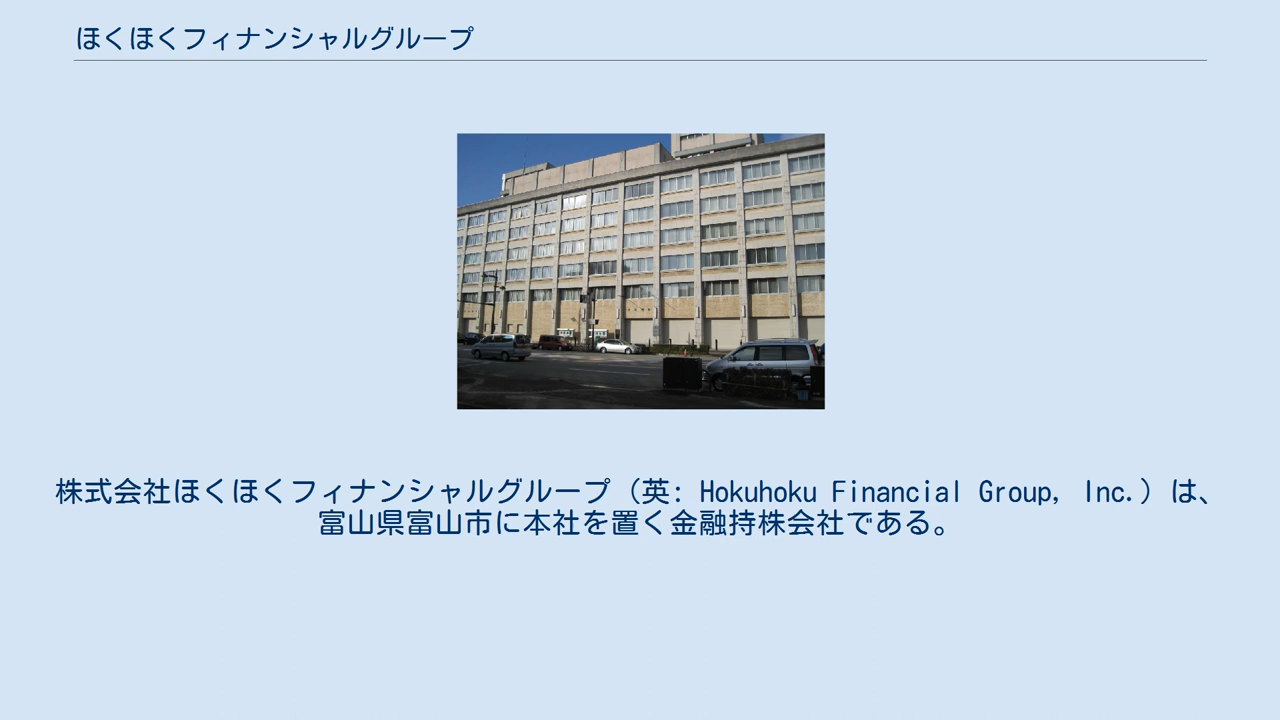 ほくほくフィナンシャルグループ
株式会社ほくほくフィナンシャルグループ（英: Hokuhoku Financial Group, Inc.）は、
富山県富山市に本社を置く金融持株会社である。